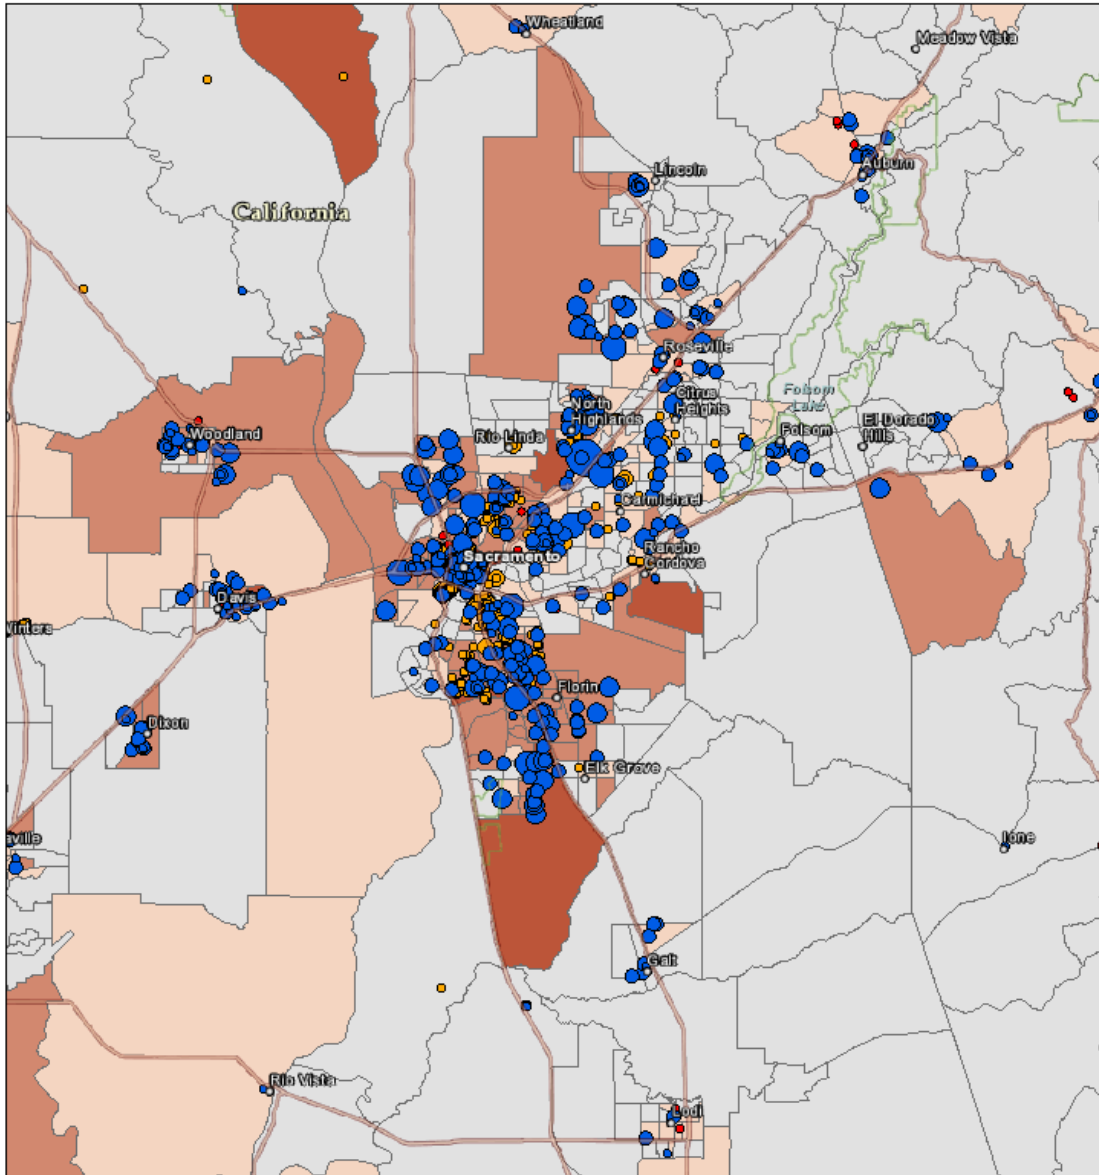 Wheatland
Meadow Vista
Auburn
Lincoln
California
Roseville
Folsom
Lake
Citrus
Heights
North
Highlands
Rio Linda
Woodland
Folsom
El Dorado
Hills
Carmichael
Sacramento
Rancho
Cordova
Davis
Winters
Florin
Dixon
Elk Grove
aville
Ione
Galt
Rio Vista
Lodi